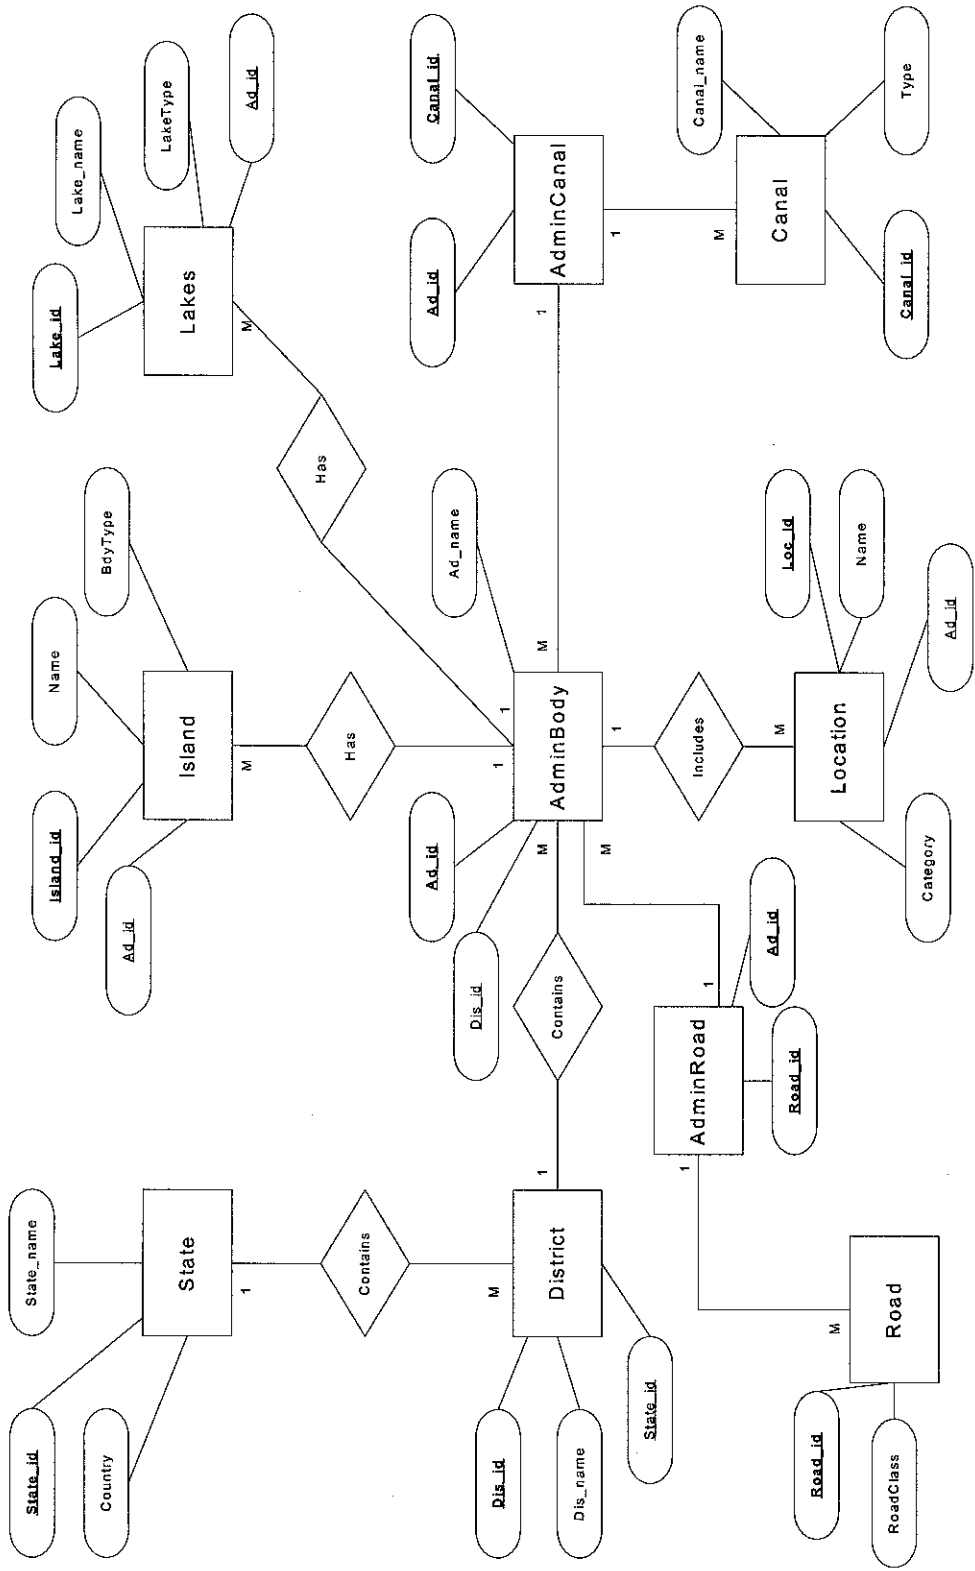 State_id
State_name
Country
State
1
Contains
M
District
Dis_id
Dis_name
State_id
1
Contains
M
Island_id
Name
BdyType
Ad_id
Island
M
Has
1
Lake_id
Lake_name
LakeType
Ad_id
Lakes
M
Has
1
Ad_id
Dis_id
Ad_name
AdminBody
M
1
Ad_id
Canal_id
AdminCanal
1
M
Canal_name
Canal
Canal_id
Type
M
1
AdminRoad
Road_id
Ad_id
1
M
Road
Road_id
RoadClass
1
Includes
M
Location
Loc_id
Name
Ad_id
Category